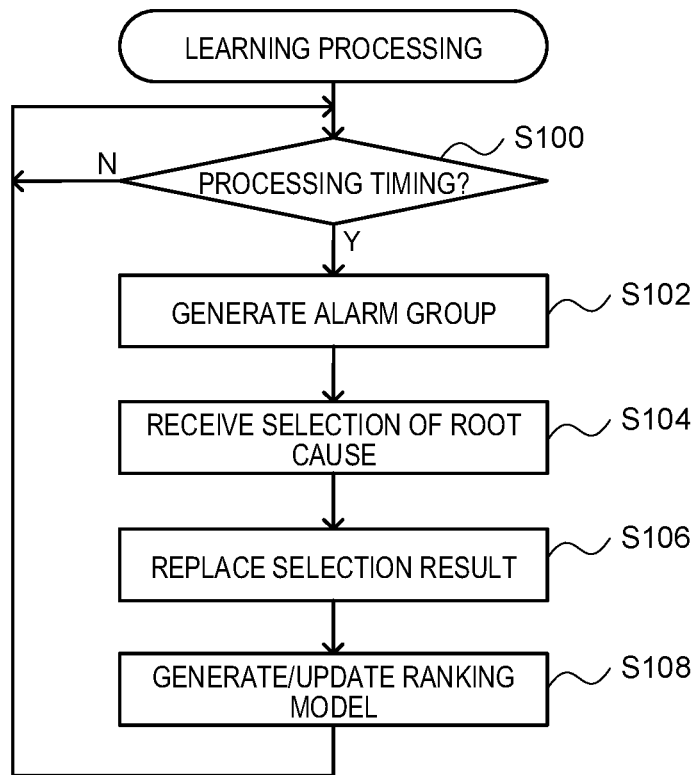 LEARNING PROCESSING
S100
N
PROCESSING TIMING?
Y
S102
GENERATE ALARM GROUP
S104
RECEIVE SELECTION OF ROOT
CAUSE
S106
REPLACE SELECTION RESULT
S108
GENERATE/UPDATE RANKING
MODEL